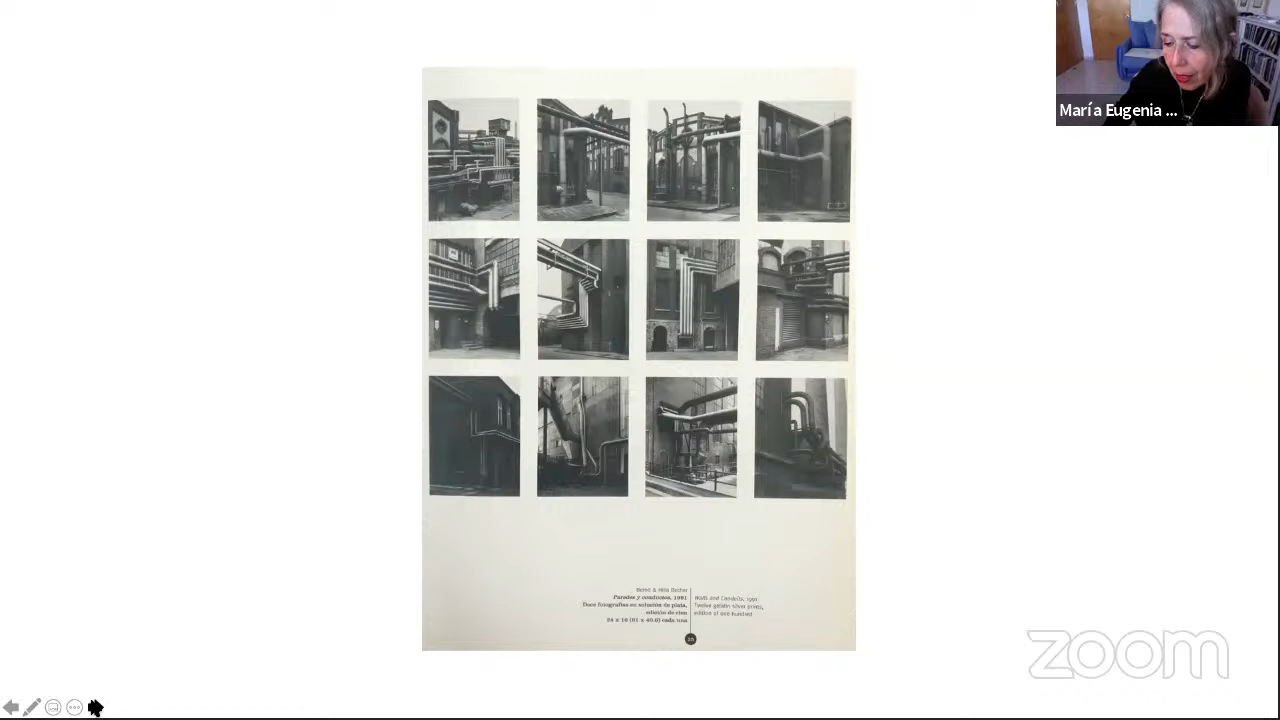 María Eugenia ...
Bernd & Hilla Becher
Paredes y conductos, 1991
Doce fotografías en solución de plata,
edición de cien
24 x 16 (61 x 40.6) cada una
Walls and Conduits, 1991
Twelve gelatin silver prints,
edition of one hundred
zoom